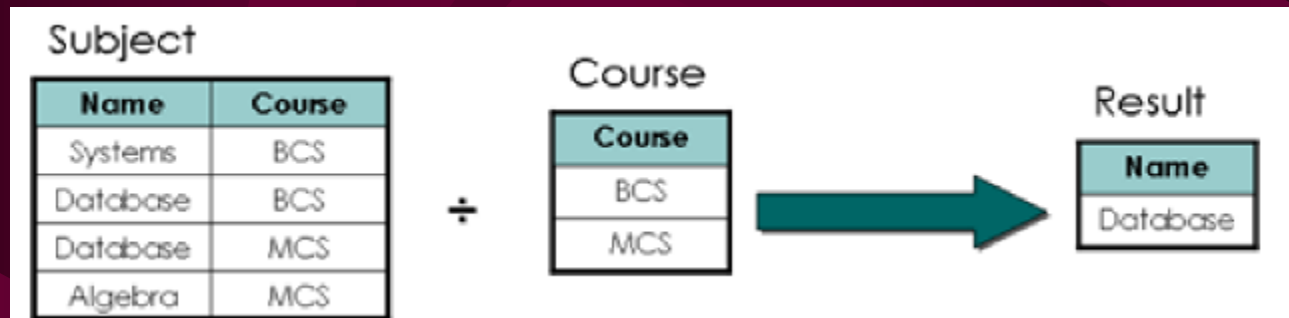 Subject
Name Course
Systems BCS
Database BCS
Database MCS
Algebra MCS
÷
Course
Course
BCS
MCS
Result
Name
Database